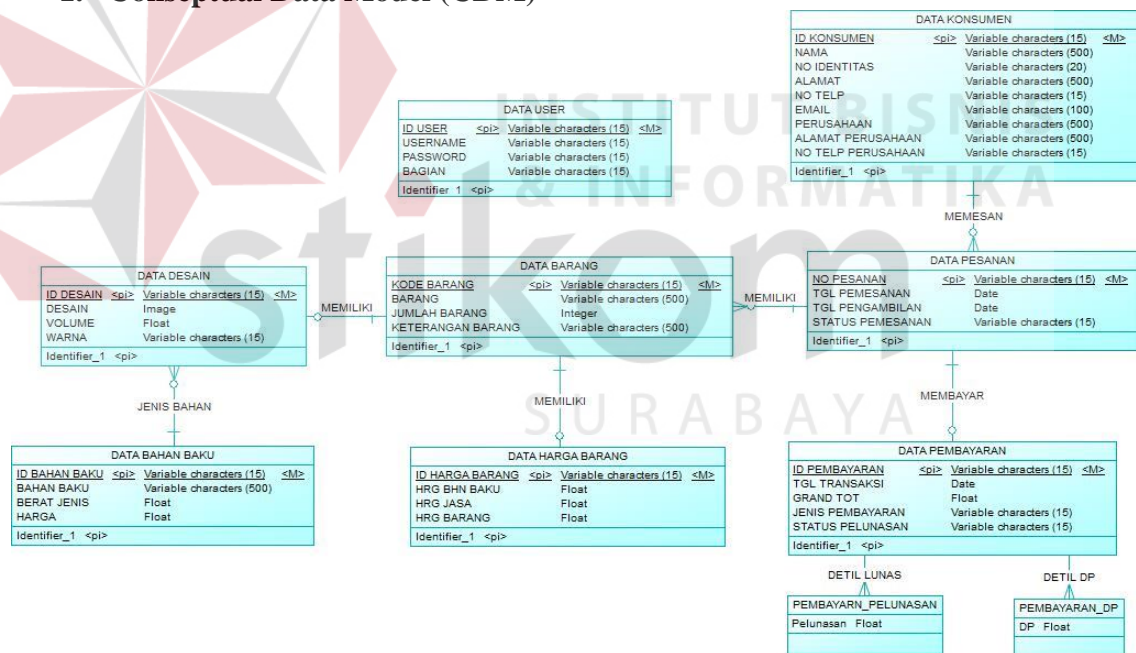 Conseptual Data Model (CDM)
INSTITUT BISNIS
& INFORMATIKA
stikom
SURABAYA
DATA KONSUMEN
ID KONSUMEN <pi> Variable characters (15) <M>
NAMA Variable characters (500)
NO IDENTITAS Variable characters (20)
ALAMAT Variable characters (500)
NO TELP Variable characters (15)
EMAIL Variable characters (100)
PERUSAHAAN Variable characters (500)
ALAMAT PERUSAHAAN Variable characters (500)
NO TELP PERUSAHAAN Variable characters (15)
Identifier_1 <pi>
DATA USER
ID USER <pi> Variable characters (15) <M>
USERNAME Variable characters (15)
PASSWORD Variable characters (15)
BAGIAN Variable characters (15)
Identifier_1 <pi>
MEMESAN
DATA DESAIN
ID DESAIN <pi> Variable characters (15) <M>
DESAIN Image
VOLUME Float
WARNA Variable characters (15)
Identifier_1 <pi>
MEMILIKI
DATA BARANG
KODE BARANG <pi> Variable characters (15) <M>
BARANG Variable characters (500)
JUMLAH BARANG Integer
KETERANGAN BARANG Variable characters (500)
Identifier_1 <pi>
MEMILIKI
DATA PESANAN
NO PESANAN <pi> Variable characters (15) <M>
TGL PEMESANAN Date
TGL PENGAMBILAN Date
STATUS PEMESANAN Variable characters (15)
Identifier_1 <pi>
JENIS BAHAN
MEMILIKI
MEMBAYAR
DATA BAHAN BAKU
ID BAHAN BAKU <pi> Variable characters (15) <M>
BAHAN BAKU Variable characters (500)
BERAT JENIS Float
HARGA Float
Identifier_1 <pi>
DATA HARGA BARANG
ID HARGA BARANG <pi> Variable characters (15) <M>
HRG BHN BAKU Float
HRG JASA Float
HRG BARANG Float
Identifier_1 <pi>
DATA PEMBAYARAN
ID PEMBAYARAN <pi> Variable characters (15) <M>
TGL TRANSAKSI Date
GRAND TOT Float
JENIS PEMBAYARAN Variable characters (15)
STATUS PELUNASAN Variable characters (15)
Identifier_1 <pi>
DETIL LUNAS
DETIL DP
PEMBAYARN_PELUNASAN
Pelunasan Float
PEMBAYARAN_DP
DP Float